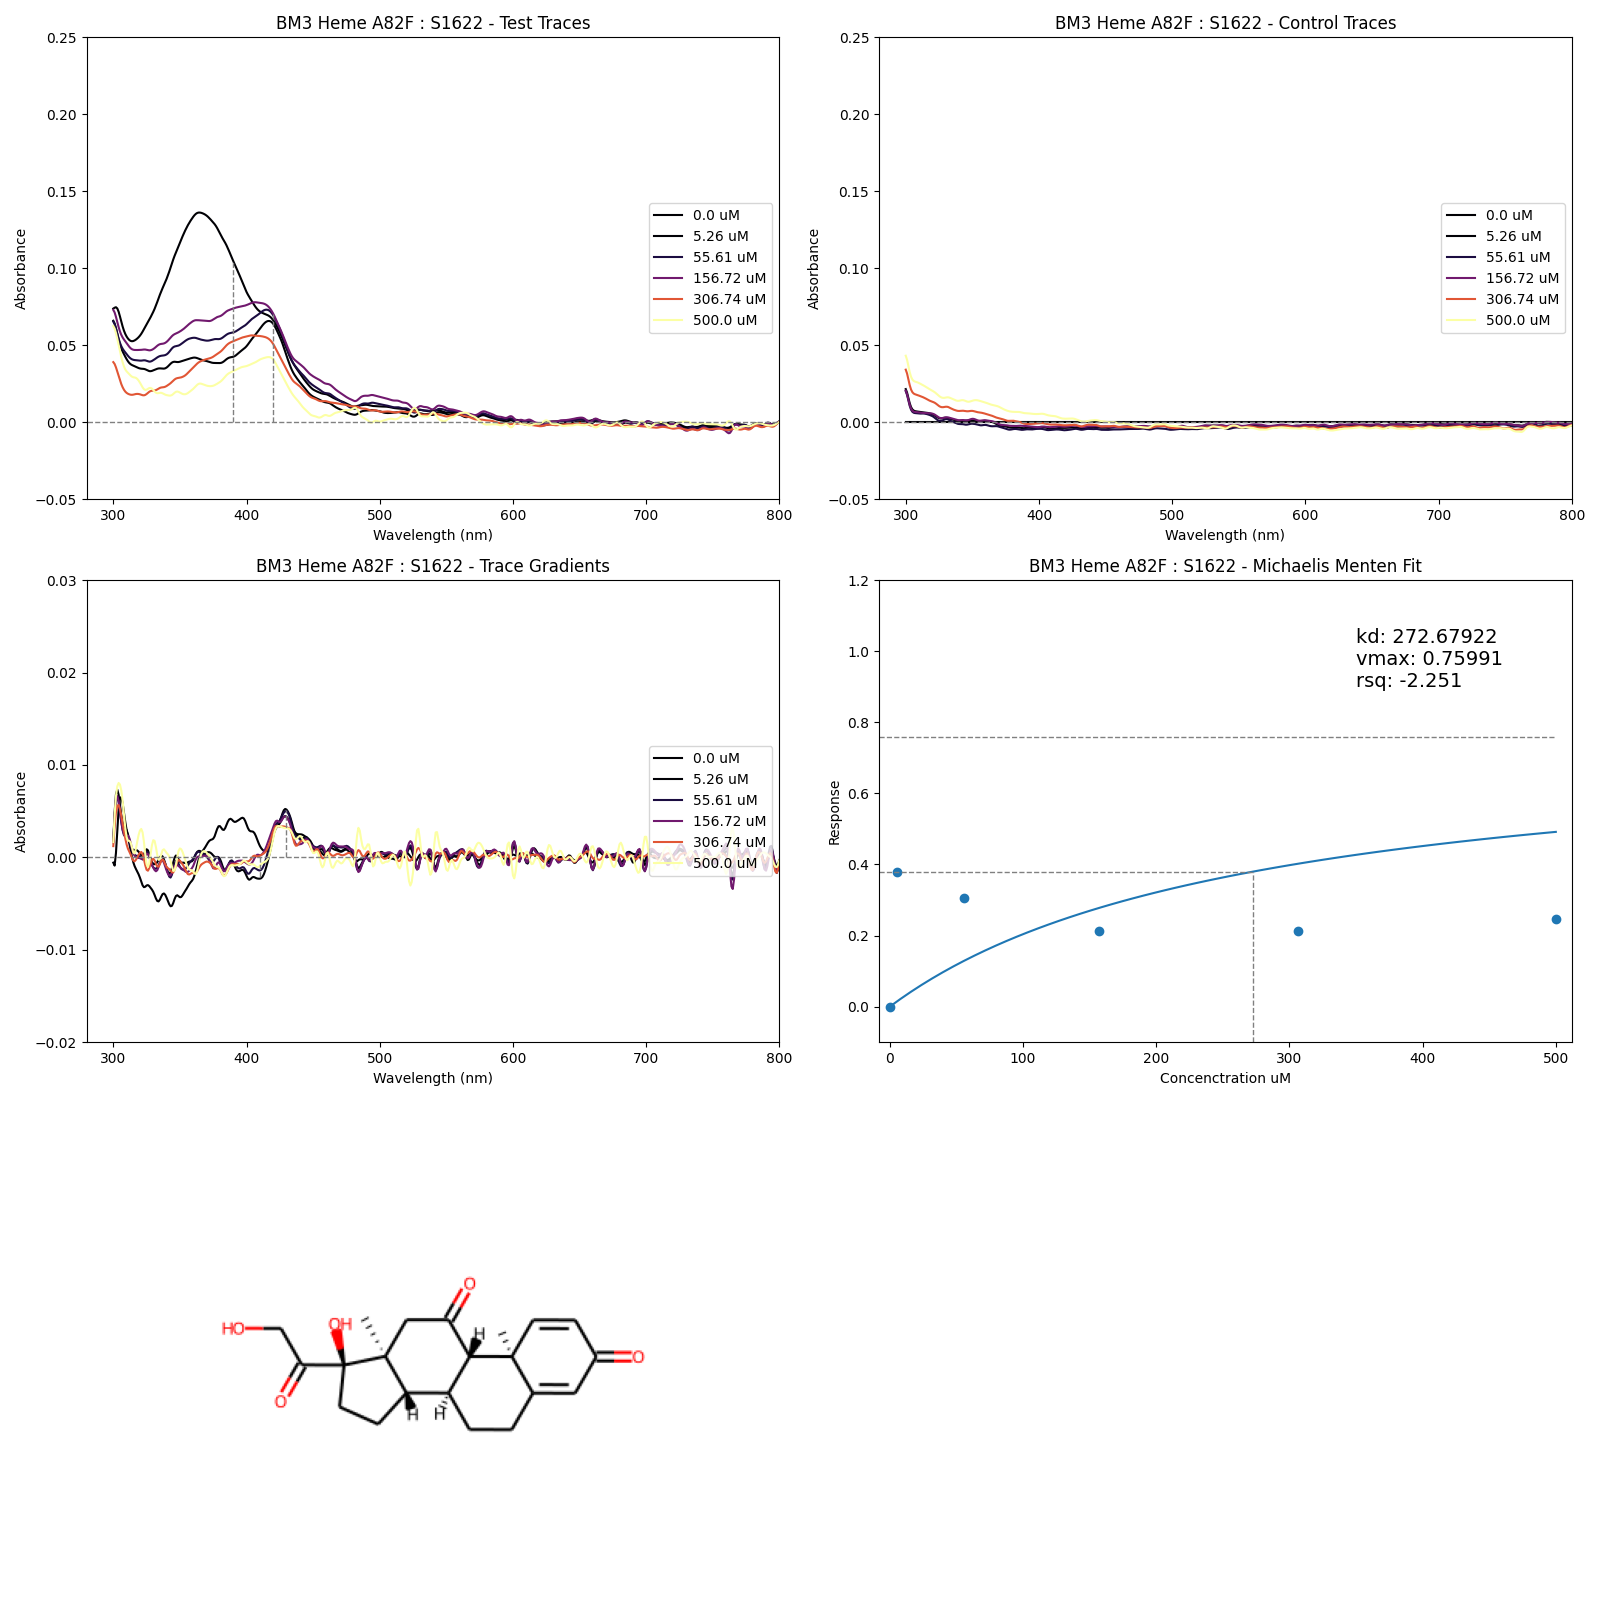 BM3 Heme A82F : S1622 - Test Traces
0.25
0.20
0.15
0.10
0.05
0.00
−0.05
Absorbance
300 400 500 600 700 800
Wavelength (nm)
0.0 uM
5.26 uM
55.61 uM
156.72 uM
306.74 uM
500.0 uM
BM3 Heme A82F : S1622 - Control Traces
0.25
0.20
0.15
0.10
0.05
0.00
−0.05
Absorbance
300 400 500 600 700 800
Wavelength (nm)
0.0 uM
5.26 uM
55.61 uM
156.72 uM
306.74 uM
500.0 uM
BM3 Heme A82F : S1622 - Trace Gradients
0.03
0.02
0.01
0.00
−0.01
−0.02
Absorbance
300 400 500 600 700 800
Wavelength (nm)
0.0 uM
5.26 uM
55.61 uM
156.72 uM
306.74 uM
500.0 uM
BM3 Heme A82F : S1622 - Michaelis Menten Fit
1.2
1.0
0.8
0.6
0.4
0.2
0.0
Response
kd: 272.67922
vmax: 0.75991
rsq: -2.251
0 100 200 300 400 500
Concenctration uM
O
HO
OH
H
O
O
H
H